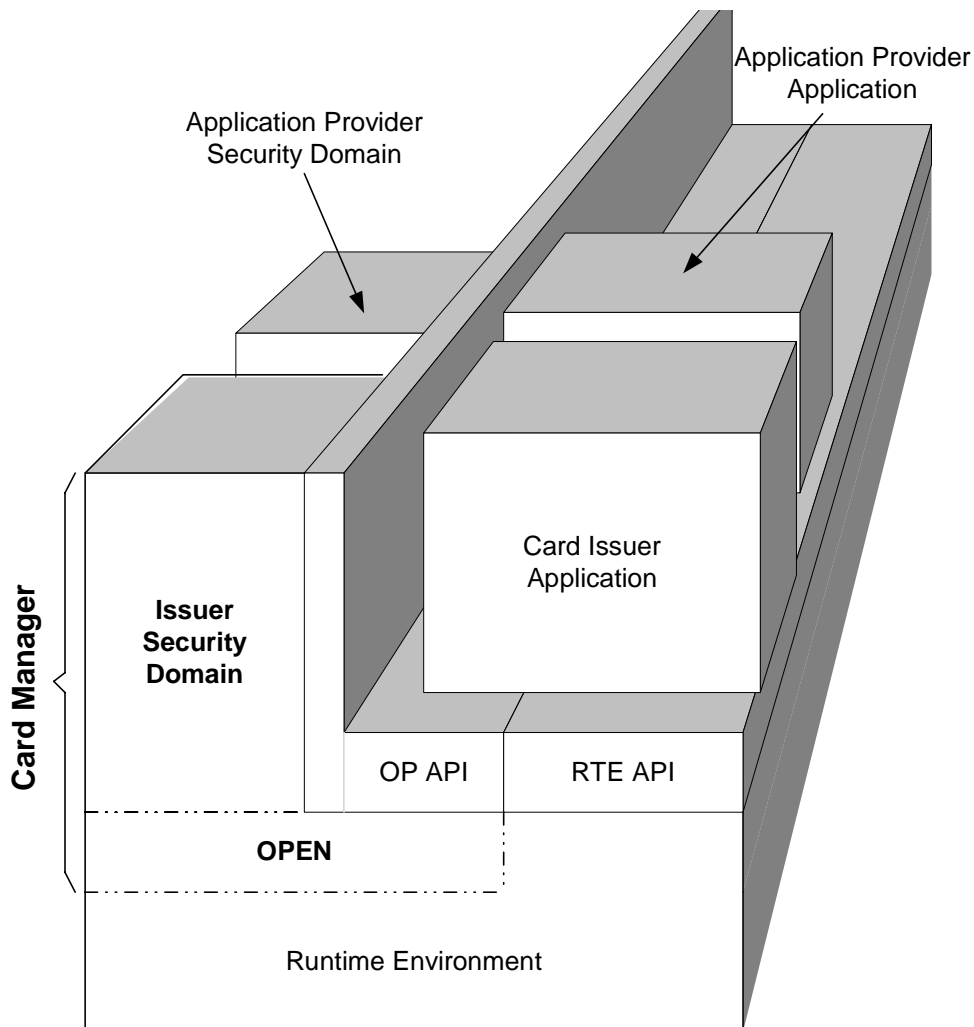 Application Provider
Application
Application Provider
Security Domain
Card Issuer
Application
Issuer
Security
Domain
Card Manager
OP API
RTE API
OPEN
Runtime Environment